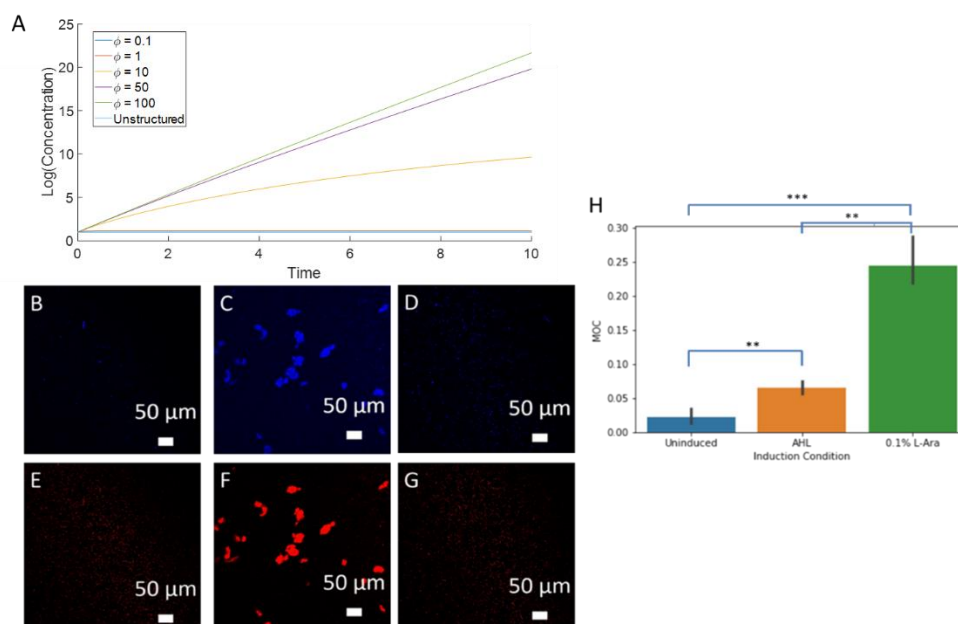 A
25
20
15
10
5
0
Log(Concentration)
ϕ = 0.1
ϕ = 1
ϕ = 10
ϕ = 50
ϕ = 100
Unstructured
0 2 4 6 8 10
Time
B
50 µm
C
50 µm
D
50 µm
E
50 µm
F
50 µm
G
50 µm
H
***
**
**
0.30
0.25
0.20
0.15
0.10
0.05
0.00
MOC
Uninduced AHL 0.1% L-Ara
Induction Condition